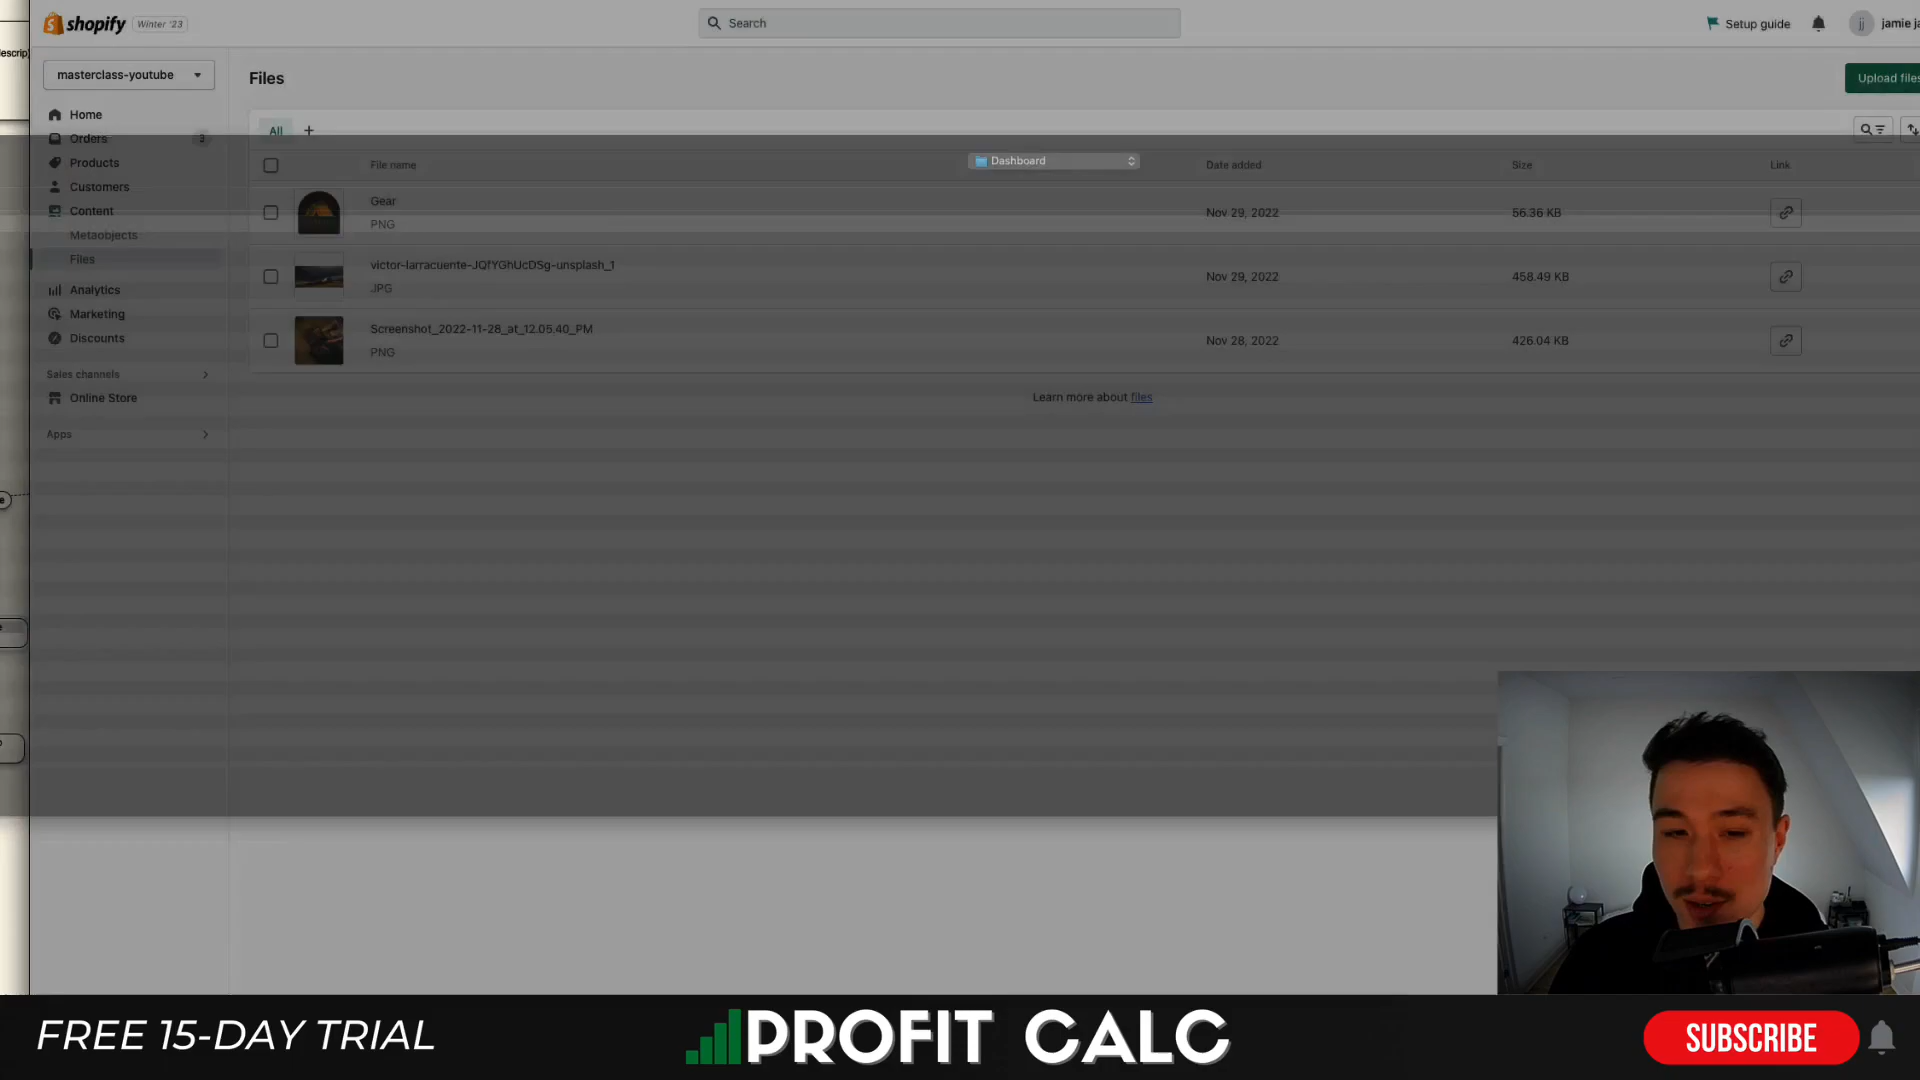 shopify
Winter '23
Search
Setup guide
jj
jamie ja
lescrip)
masterclass-youtube
Files
Upload files
Home
All
+
Orders
3
Products
File name
Dashboard
Date added
Size
Link
Customers
Gear
PNG
Nov 29, 2022
56.36 KB
Content
Metaobjects
Files
victor-larracuente-JQfYGhUcDSg-unsplash_1
JPG
Nov 29, 2022
458.49 KB
Analytics
Marketing
Screenshot_2022-11-28_at_12.05.40_PM
PNG
Nov 28, 2022
426.04 KB
Discounts
Sales channels
Online Store
Learn more about files
Apps
e
FREE 15-DAY TRIAL
PROFIT CALC
SUBSCRIBE